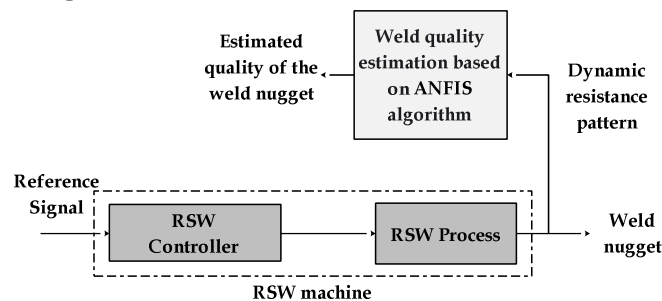 Estimated
quality of the
weld nugget
Weld quality
estimation based
on ANFIS
algorithm
Dynamic
resistance
pattern
Reference
Signal
RSW
Controller
RSW Process
Weld
nugget
RSW machine